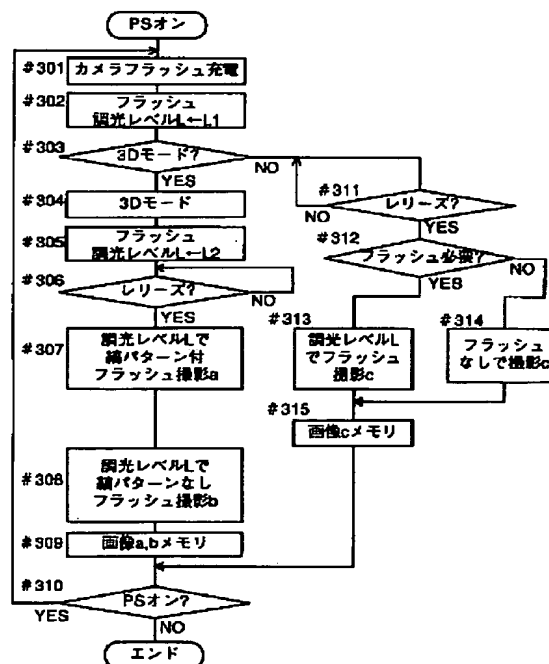 PSオン
#301
カメラフラッシュ充電
#302
フラッシュ
調光レベルL←L1
#303
3Dモード?
NO
YES
#304
3Dモード
#305
フラッシュ
調光レベルL←L2
#306
レリーズ?
NO
YES
#307
調光レベルLで
縞パターン付
フラッシュ撮影a
#308
調光レベルLで
縞パターンなし
フラッシュ撮影b
#309
画像a,bメモリ
#310
PSオン?
YES
NO
エンド
#311
レリーズ?
NO
YES
#312
フラッシュ必要?
NO
YES
#313
調光レベルL
でフラッシュ
撮影c
#314
フラッシュ
なしで撮影c
#315
画像cメモリ